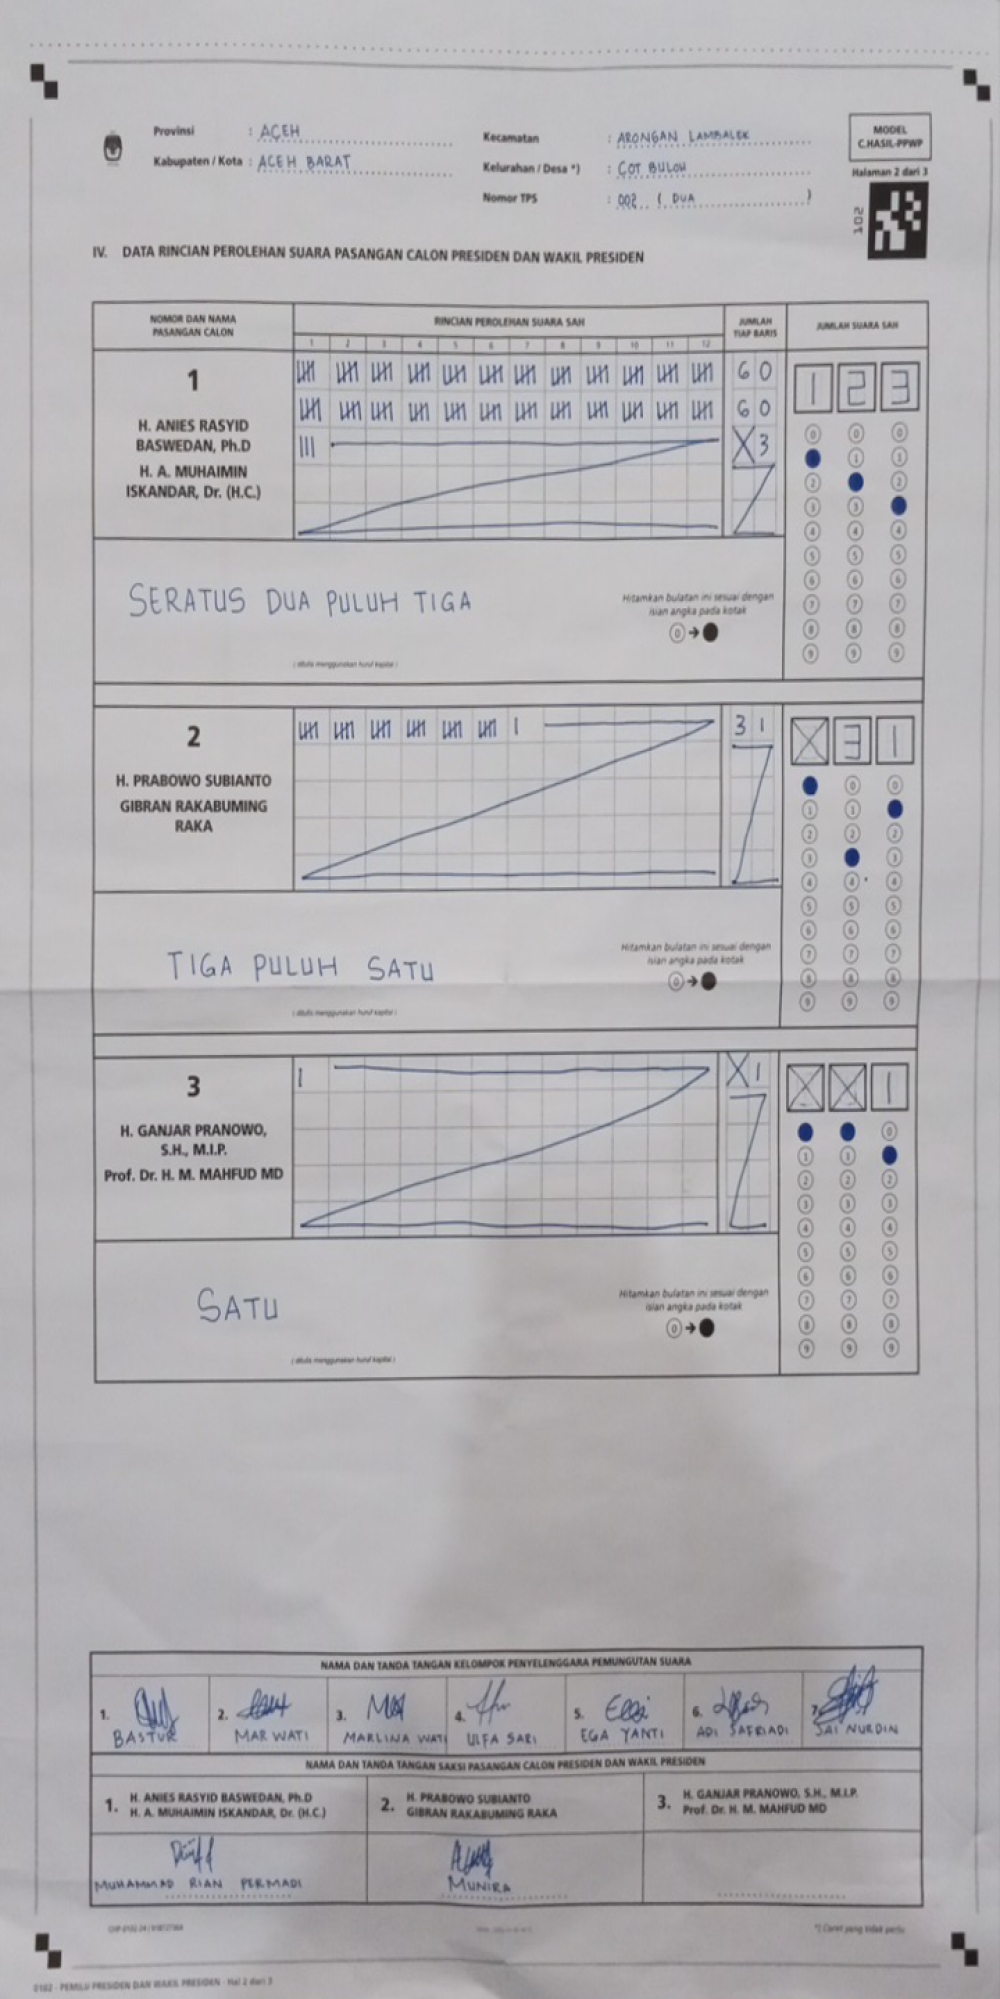 Provinsi : ACEH
Kabupaten / Kota : ACEH BARAT
Kecamatan : ARONGAN LAMBALEK
Kelurahan / Desa *) : COT BULOH
Nomor TPS : 002 ( DUA )
MODEL
C.HASIL-PPWP
Halaman 2 dari 3
102
IV. DATA RINCIAN PEROLEHAN SUARA PASANGAN CALON PRESIDEN DAN WAKIL PRESIDEN
NOMOR DAN NAMA
PASANGAN CALON
RINCIAN PEROLEHAN SUARA SAH
JUMLAH
TIAP BARIS
JUMLAH SUARA SAH
1 2 3 4 5 6 7 8 9 10 11 12
1
H. ANIES RASYID
BASWEDAN, Ph.D
H. A. MUHAIMIN
ISKANDAR, Dr. (H.C.)
60
60
X3
1 2 3
SERATUS DUA PULUH TIGA
Hitamkan bulatan ini sesuai dengan
isian angka pada kotak
0 → ●
( ditulis menggunakan huruf kapital )
2
H. PRABOWO SUBIANTO
GIBRAN RAKABUMING
RAKA
31
X 3 1
TIGA PULUH SATU
Hitamkan bulatan ini sesuai dengan
isian angka pada kotak
0 → ●
( ditulis menggunakan huruf kapital )
3
H. GANJAR PRANOWO,
S.H., M.I.P.
Prof. Dr. H. M. MAHFUD MD
X1
X X 1
SATU
Hitamkan bulatan ini sesuai dengan
isian angka pada kotak
0 → ●
( ditulis menggunakan huruf kapital )
NAMA DAN TANDA TANGAN KELOMPOK PENYELENGGARA PEMUNGUTAN SUARA
1. BASTUR
2. MARWATI
3. MARLINA WATI
4. ULFA SARI
5. EGA YANTI
6. ADI SAFRIADI
7. SAI NURDIN
NAMA DAN TANDA TANGAN SAKSI PASANGAN CALON PRESIDEN DAN WAKIL PRESIDEN
1. H. ANIES RASYID BASWEDAN, Ph.D
H. A. MUHAIMIN ISKANDAR, Dr. (H.C.)
2. H. PRABOWO SUBIANTO
GIBRAN RAKABUMING RAKA
3. H. GANJAR PRANOWO, S.H., M.I.P.
Prof. Dr. H. M. MAHFUD MD
MUHAMMAD RIAN PERMADI
MUNIRA
*) Coret yang tidak perlu
0102 - PEMILU PRESIDEN DAN WAKIL PRESIDEN - Hal 2 dari 3